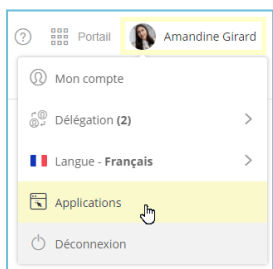 ? Portail Amandine Girard
Mon compte
Délégation (2)
Langue - Français
Applications
Déconnexion